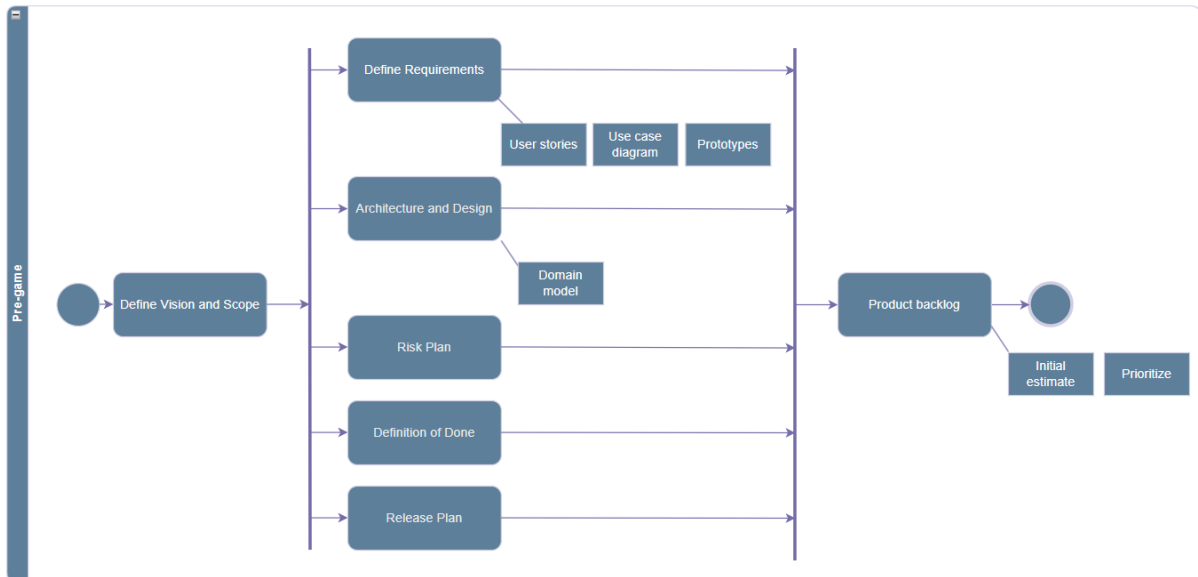 Pre-game
Define Vision and Scope
Define Requirements
User stories
Use case
diagram
Prototypes
Architecture and Design
Domain
model
Risk Plan
Definition of Done
Release Plan
Product backlog
Initial
estimate
Prioritize